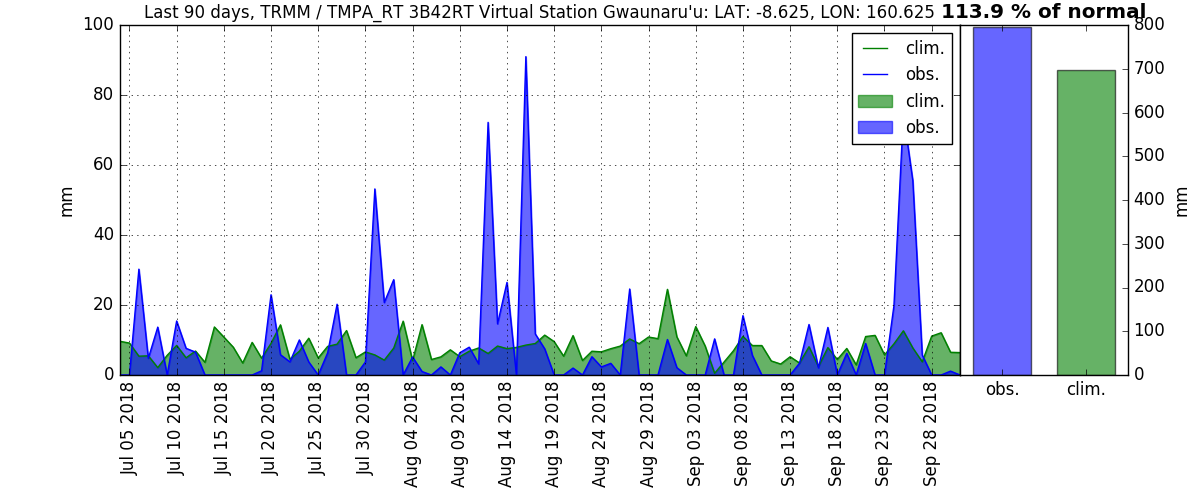 Last 90 days, TRMM / TMPA_RT 3B42RT Virtual Station Gwaunaru'u: LAT: -8.625, LON: 160.625 113.9 % of normal
100
80
60
40
20
0
mm
clim.
obs.
clim.
obs.
800
700
600
500
400
300
200
100
0
mm
obs.
clim.
Jul 05 2018
Jul 10 2018
Jul 15 2018
Jul 20 2018
Jul 25 2018
Jul 30 2018
Aug 04 2018
Aug 09 2018
Aug 14 2018
Aug 19 2018
Aug 24 2018
Aug 29 2018
Sep 03 2018
Sep 08 2018
Sep 13 2018
Sep 18 2018
Sep 23 2018
Sep 28 2018